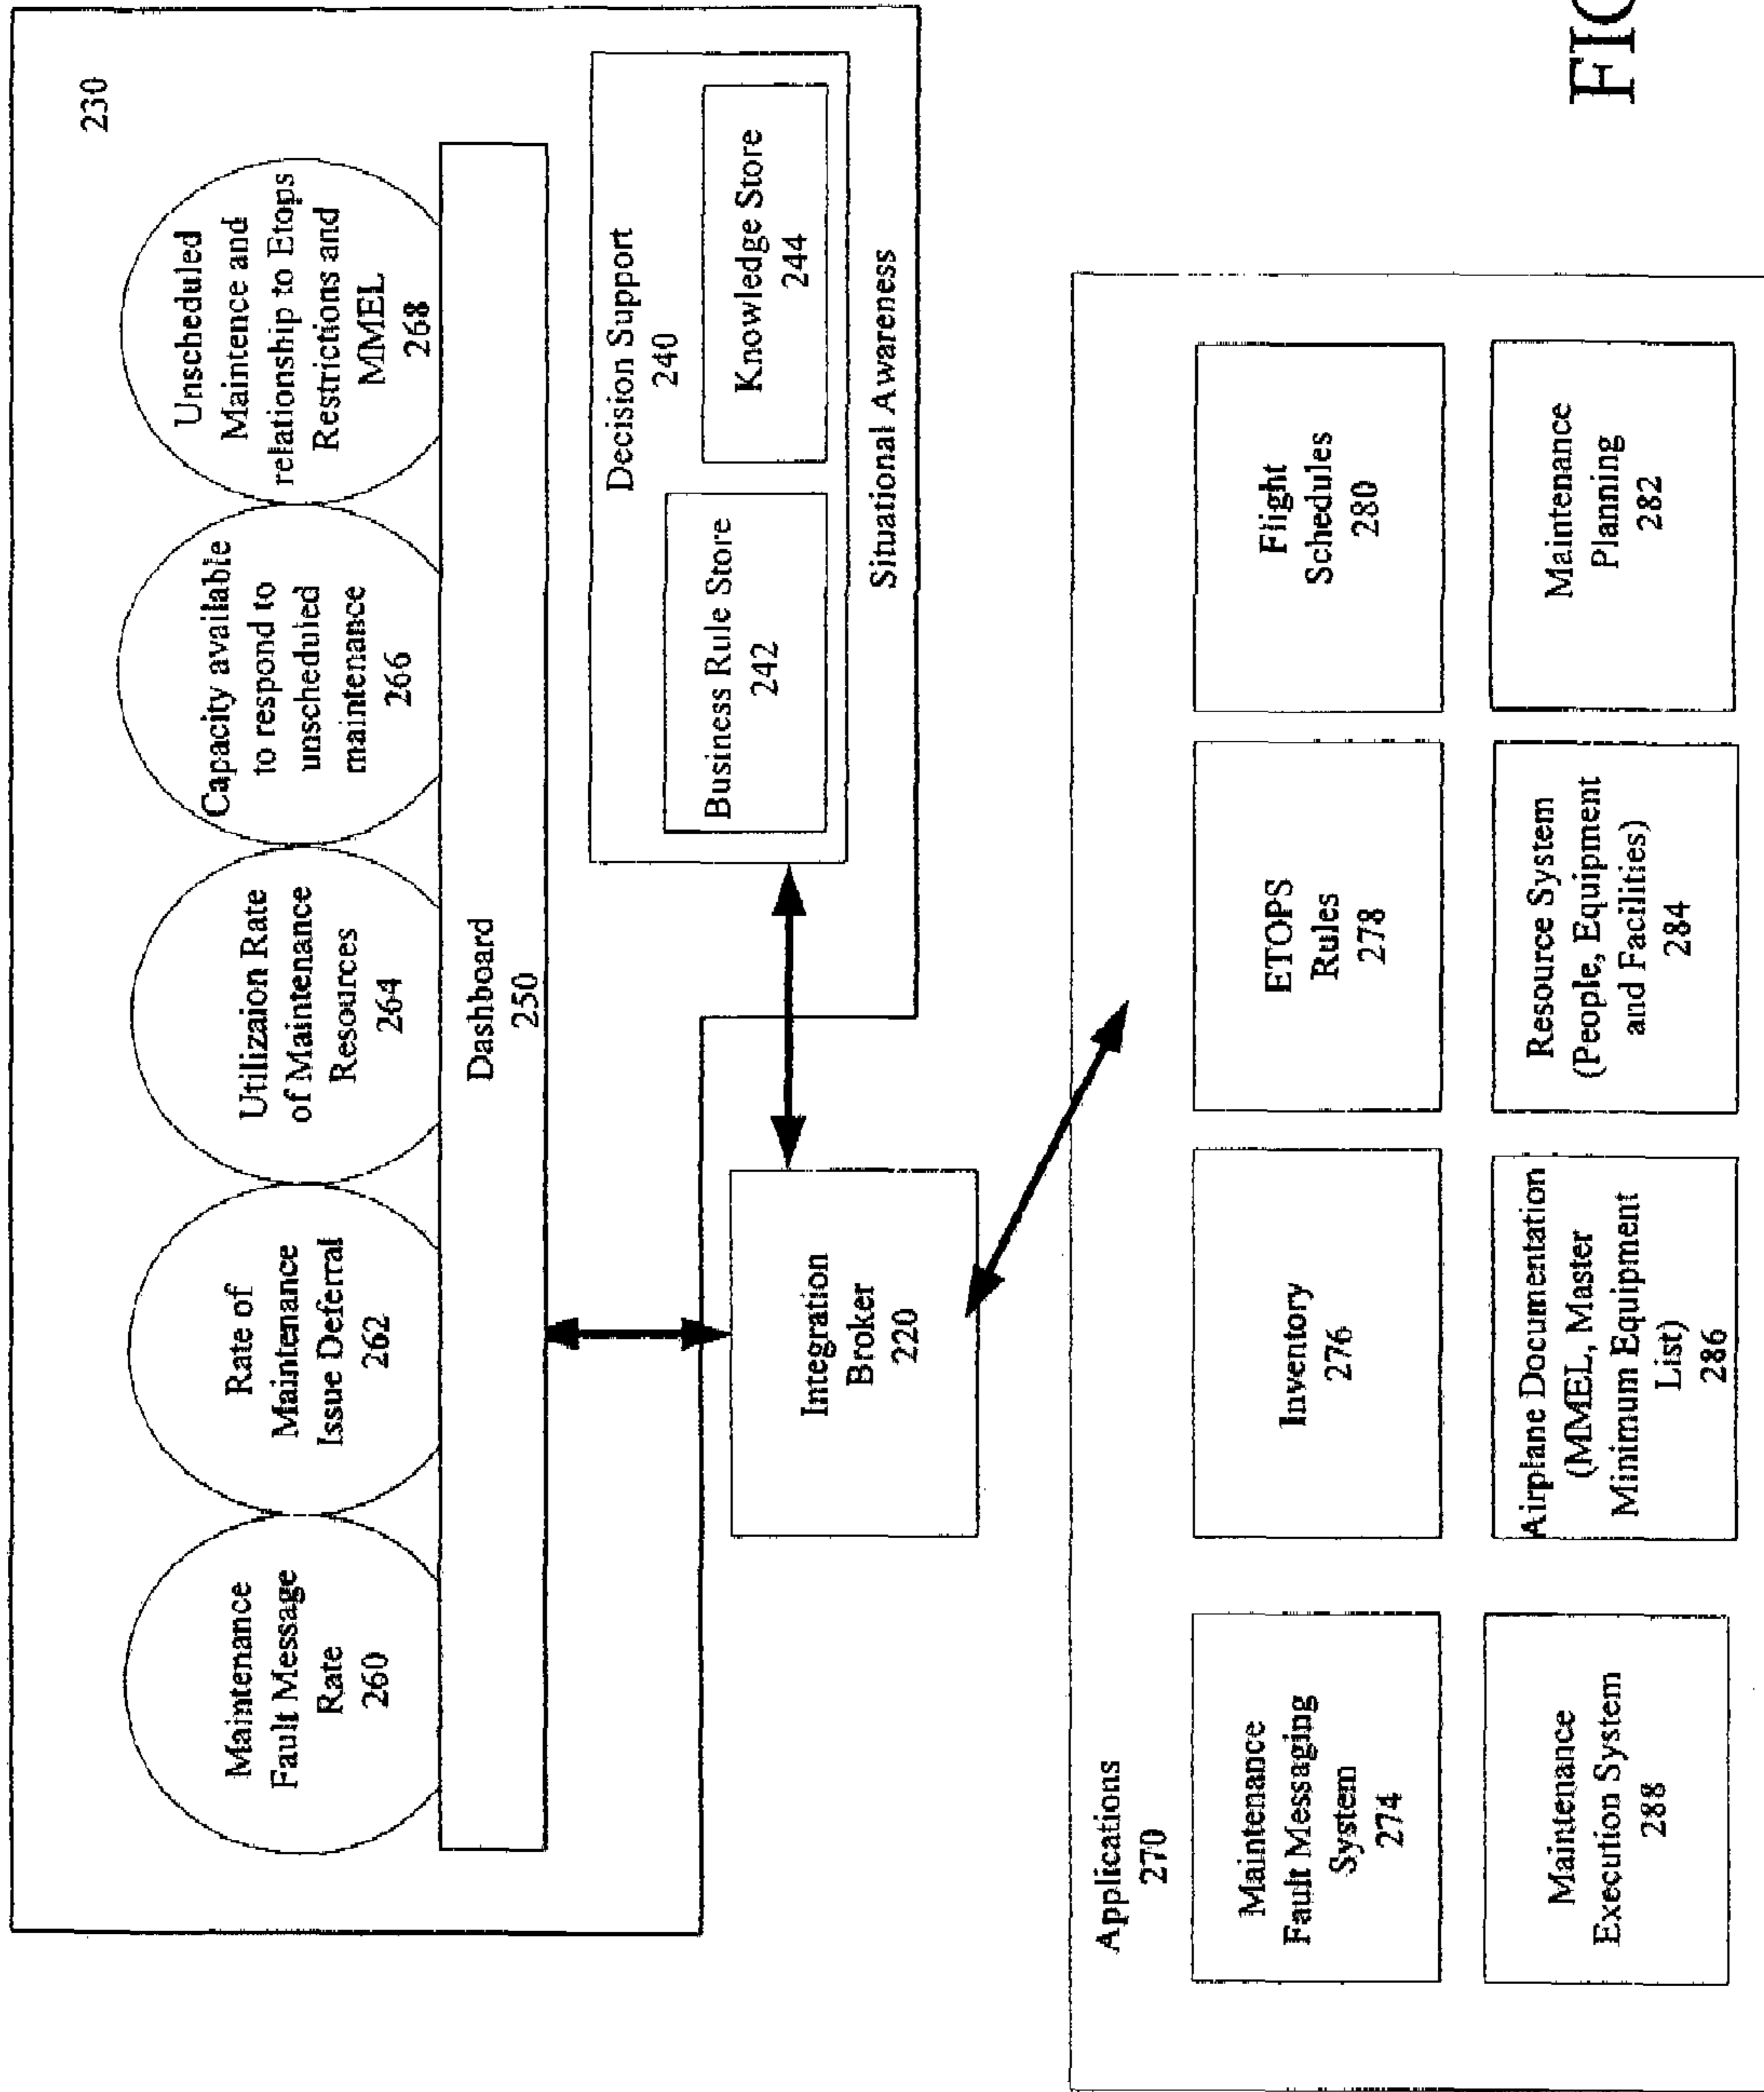 230
Maintenance
Fault Message
Rate
260
Rate of
Maintenance
Issue Deferral
262
Utilizaion Rate
of Maintenance
Resources
264
Capacity available
to respond to
unscheduled
maintenance
266
Unscheduled
Maintence and
relationship to Etops
Restrictions and
MMEL
268
Dashboard
250
Decision Support
240
Business Rule Store
242
Knowledge Store
244
Situational Awareness
Integration
Broker
220
Applications
270
Maintenance
Fault Messaging
System
274
Inventory
276
ETOPS
Rules
278
Flight
Schedules
280
Maintenance
Execution System
288
Airplane Documentation
(MMEL, Master
Minimum Equipment
List)
286
Resource System
(People, Equipment
and Facilities)
284
Maintenance
Planning
282